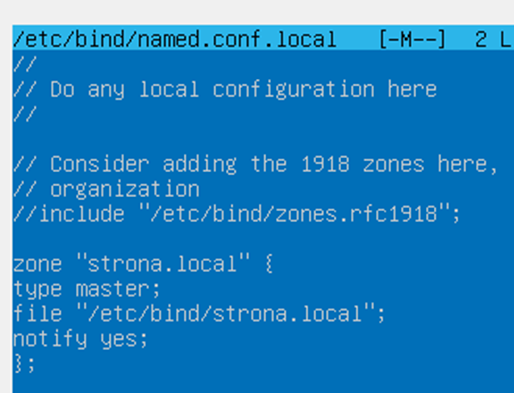 /etc/bind/named.conf.local [-M--] 2 L
//
// Do any local configuration here
//
// Consider adding the 1918 zones here,
// organization
//include "/etc/bind/zones.rfc1918";
zone "strona.local" {
type master;
file "/etc/bind/strona.local";
notify yes;
};